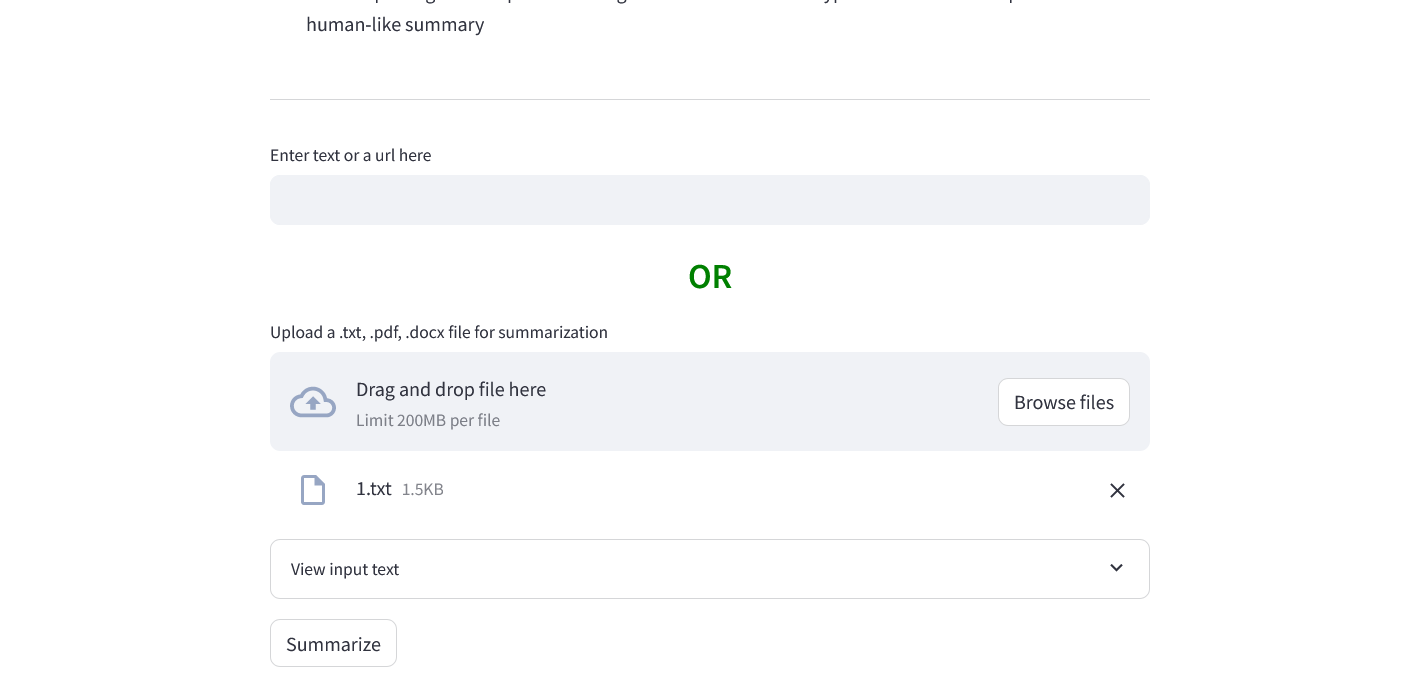 human-like summary
Enter text or a url here
OR
Upload a .txt, .pdf, .docx file for summarization
Drag and drop file here
Limit 200MB per file
Browse files
1.txt 1.5KB
View input text
Summarize